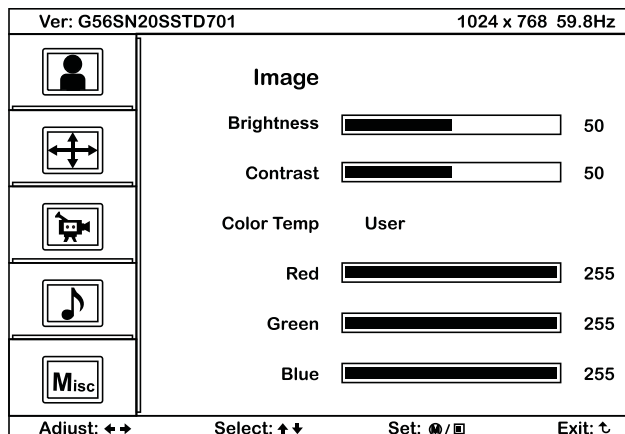 Ver: G56SN20SSTD701 1024 x 768 59.8Hz
Image
Brightness 50
Contrast 50
Color Temp User
Red 255
Green 255
Blue 255
Misc
Adjust: ←→ Select: ↑↓ Set: Ⓜ/▣ Exit: ↻